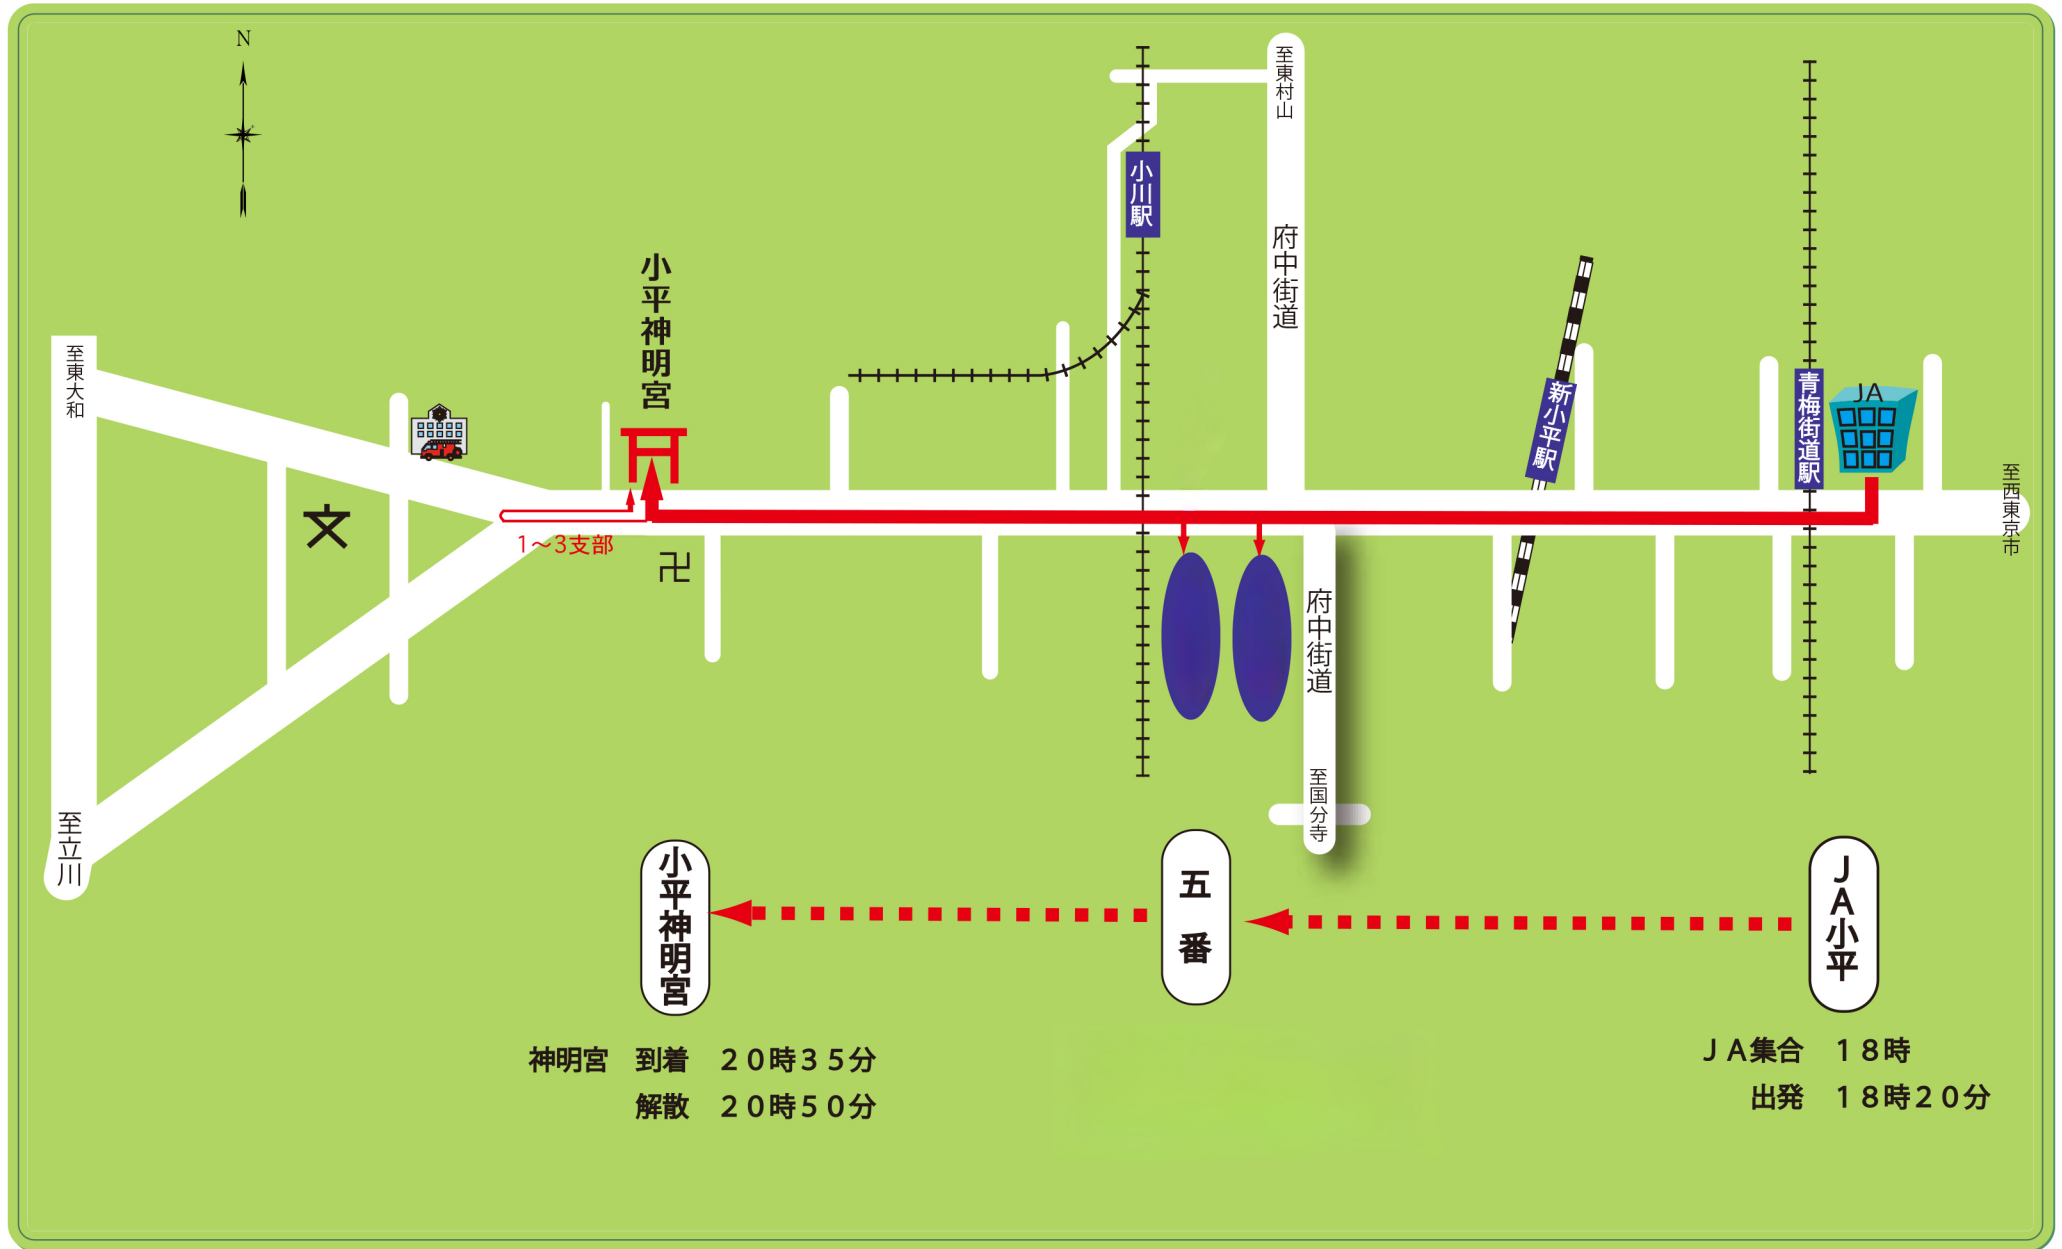 N
至東村山
小川駅
府中街道
小平神明宮
至東大和
新小平駅
青梅街道駅
JA
至西東京市
文
1～3支部
卍
府中街道
至国分寺
至立川
小平神明宮
五番
ＪＡ小平
神明宮　到着　２０時３５分
解散　２０時５０分
ＪＡ集合　１８時
出発　１８時２０分